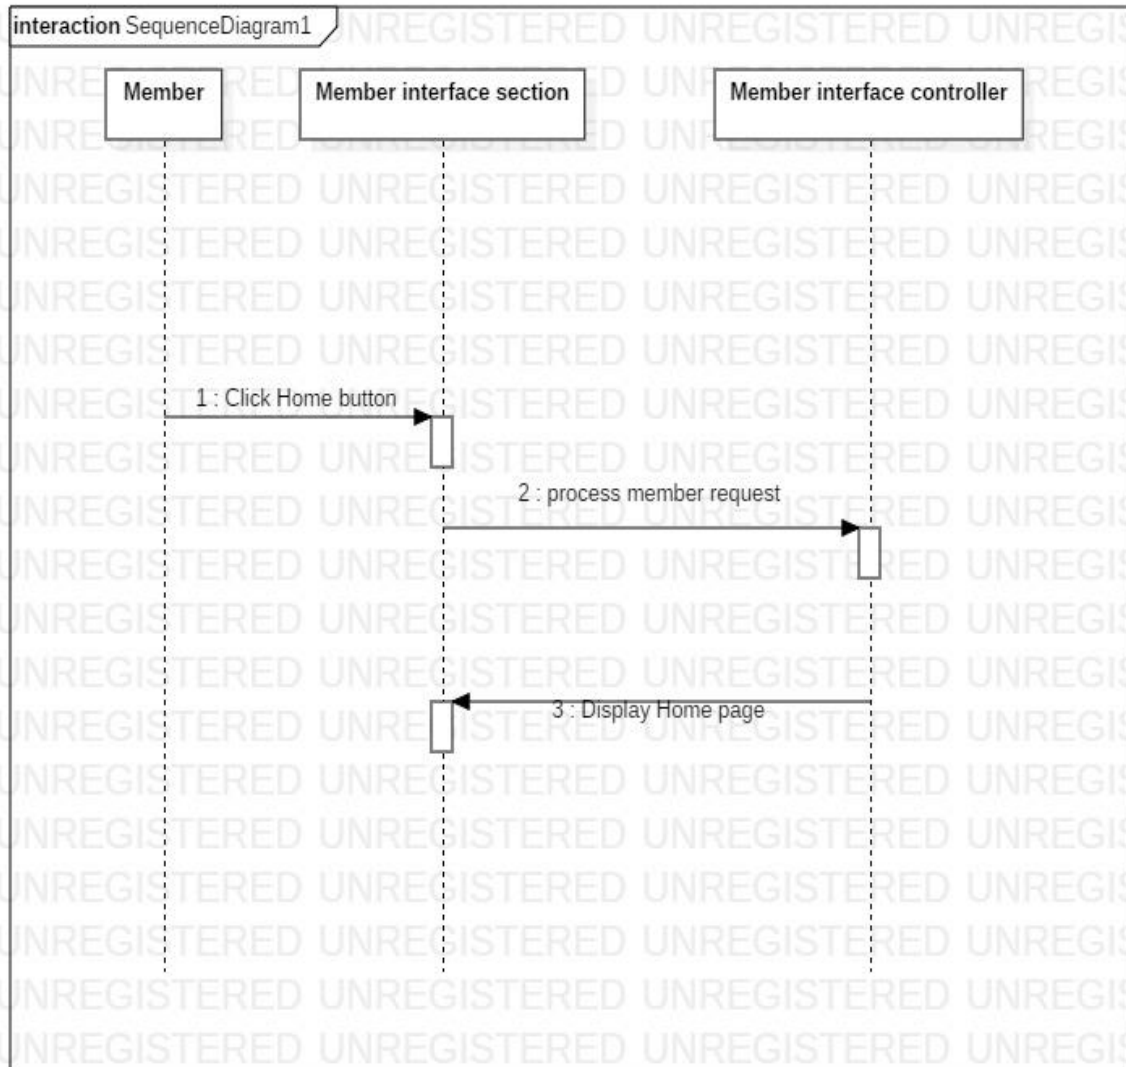 interaction SequenceDiagram1
Member
Member interface section
Member interface controller
1 : Click Home button
2 : process member request
3 : Display Home page
UNREGISTERED